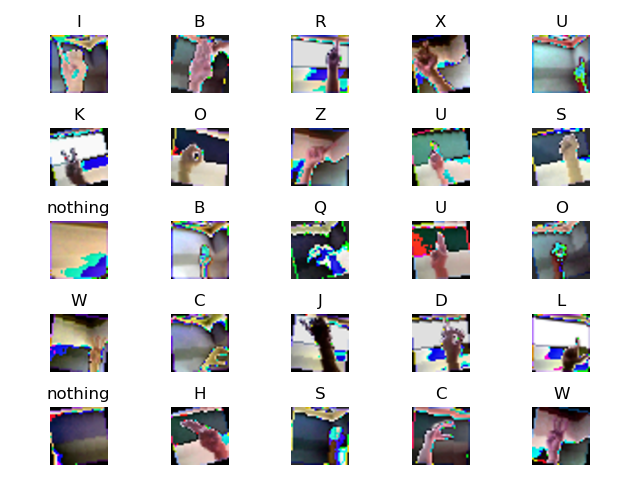 I B R X U
K O Z U S
nothing B Q U O
W C J D L
nothing H S C W